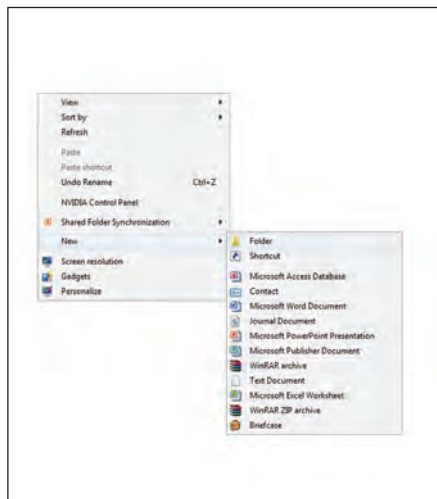 View
Sort by
Refresh
Paste
Paste shortcut
Undo Rename Ctrl+Z
NVIDIA Control Panel
Shared Folder Synchronization
New
Screen resolution
Gadgets
Personalize
Folder
Shortcut
Microsoft Access Database
Contact
Microsoft Word Document
Journal Document
Microsoft PowerPoint Presentation
Microsoft Publisher Document
WinRAR archive
Text Document
Microsoft Excel Worksheet
WinRAR ZIP archive
Briefcase